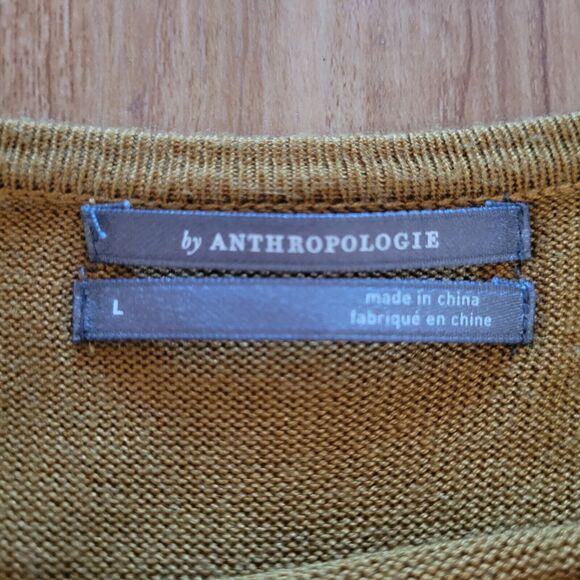 by ANTHROPOLOGIE
L
made in china
fabriqué en chine